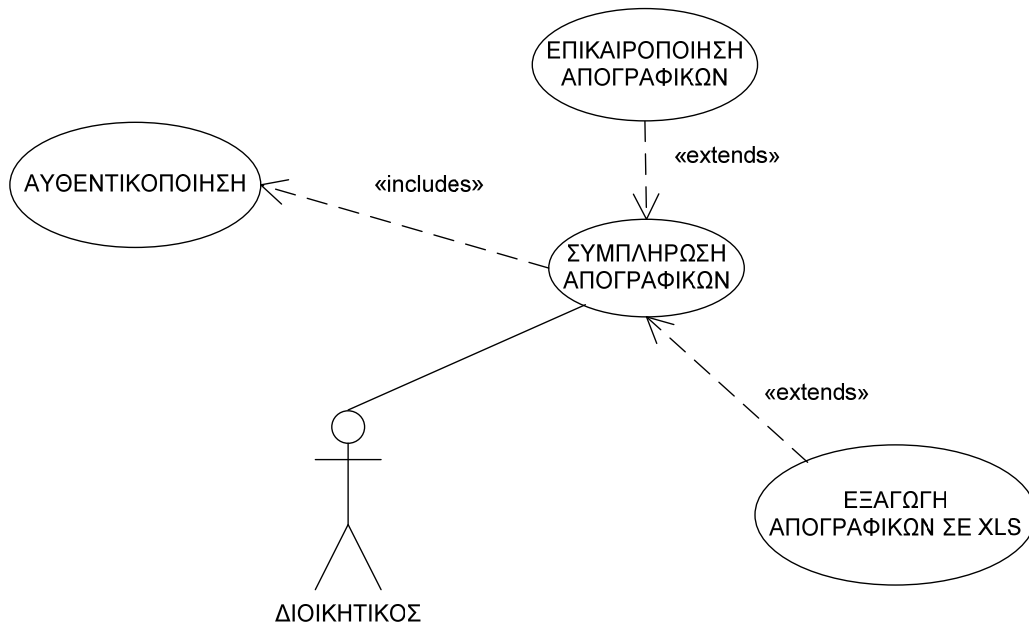 ΕΠΙΚΑΙΡΟΠΟΙΗΣΗ
ΑΠΟΓΡΑΦΙΚΩΝ
«extends»
ΑΥΘΕΝΤΙΚΟΠΟΙΗΣΗ
«includes»
ΣΥΜΠΛΗΡΩΣΗ
ΑΠΟΓΡΑΦΙΚΩΝ
«extends»
ΕΞΑΓΩΓΗ
ΑΠΟΓΡΑΦΙΚΩΝ ΣΕ XLS
ΔΙΟΙΚΗΤΙΚΟΣ